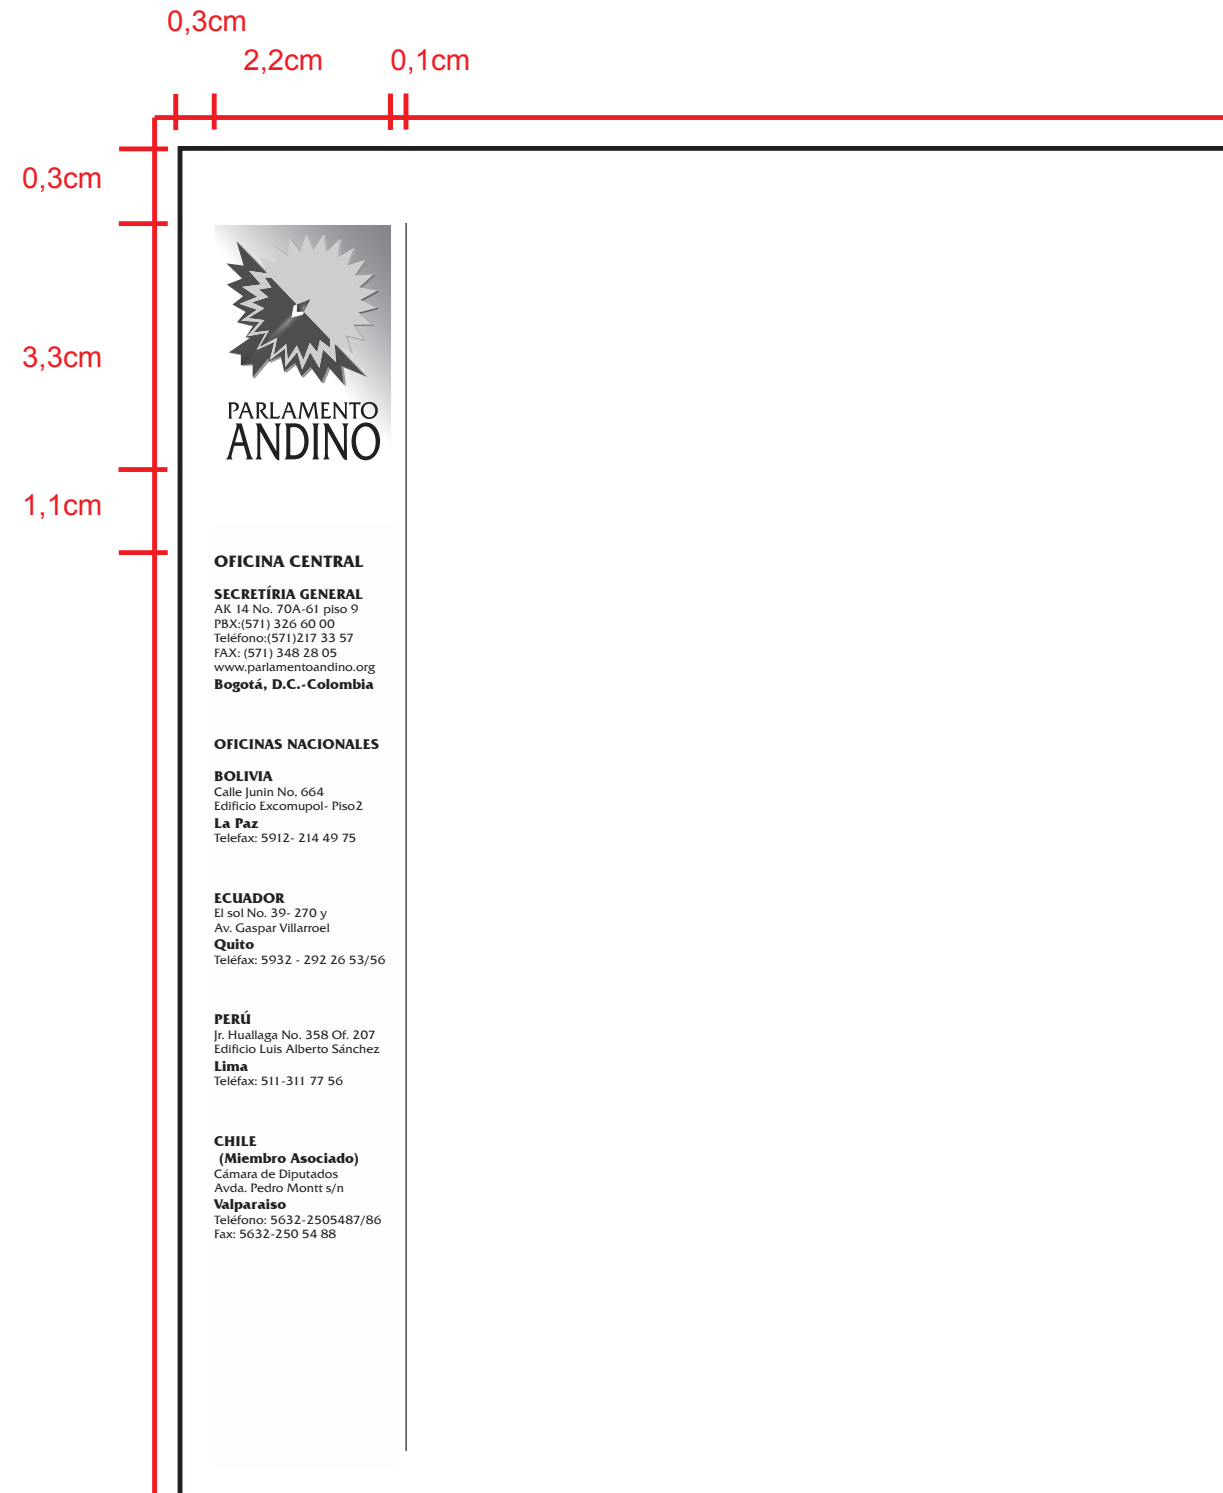 0,3cm
2,2cm 0,1cm
0,3cm
3,3cm
PARLAMENTO
ANDINO
1,1cm
OFICINA CENTRAL
SECRETÍRIA GENERAL
AK 14 No. 70A-61 piso 9
PBX:(571) 326 60 00
Teléfono:(571)217 33 57
FAX: (571) 348 28 05
www.parlamentoandino.org
Bogotá, D.C.-Colombia
OFICINAS NACIONALES
BOLIVIA
Calle Junin No, 664
Edificio Excomupol- Piso2
La Paz
Telefax: 5912- 214 49 75
ECUADOR
El sol No. 39- 270 y
Av. Gaspar Villarroel
Quito
Teléfax: 5932 - 292 26 53/56
PERÚ
Jr. Huallaga No. 358 Of. 207
Edificio Luis Alberto Sánchez
Lima
Teléfax: 511-311 77 56
CHILE
(Miembro Asociado)
Cámara de Diputados
Avda. Pedro Montt s/n
Valparaiso
Teléfono: 5632-2505487/86
Fax: 5632-250 54 88